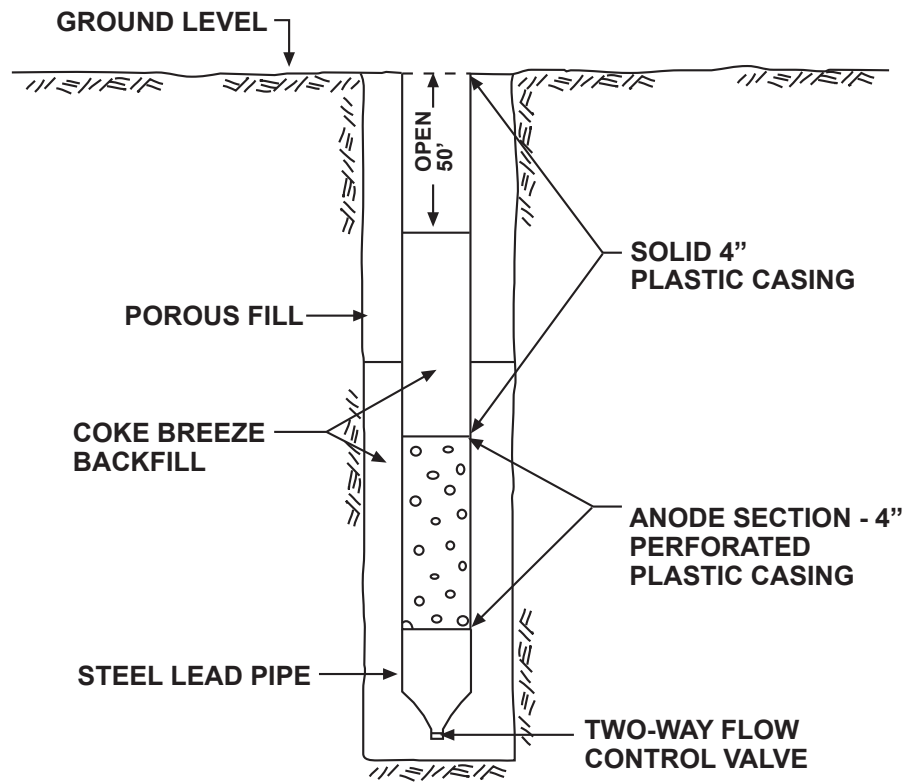 GROUND LEVEL
OPEN
50’
SOLID 4”
PLASTIC CASING
POROUS FILL
COKE BREEZE
BACKFILL
ANODE SECTION - 4”
PERFORATED
PLASTIC CASING
STEEL LEAD PIPE
TWO-WAY FLOW
CONTROL VALVE